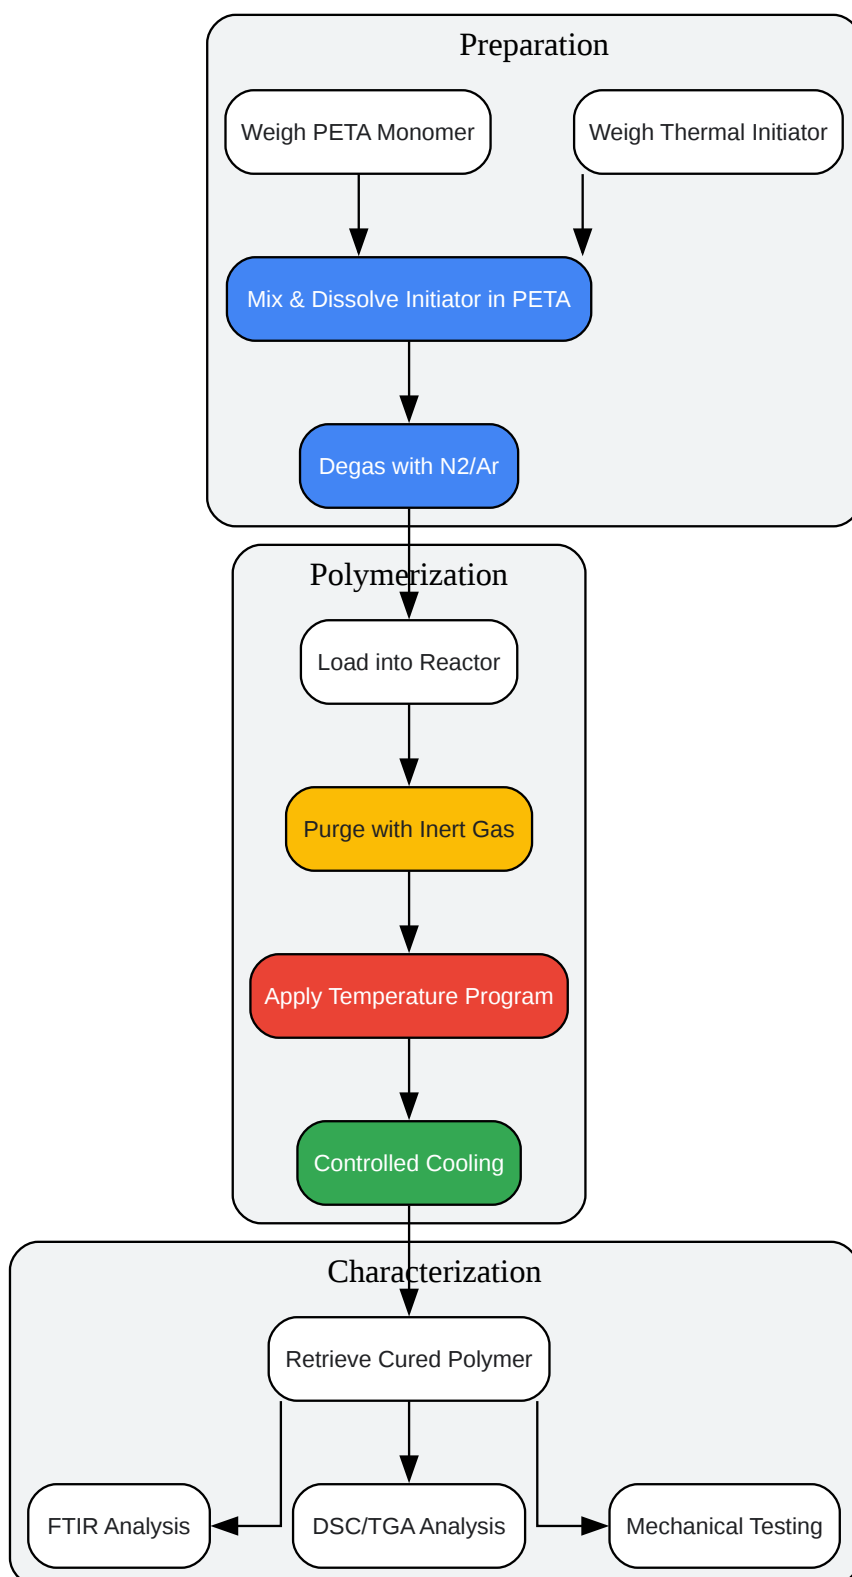 Preparation
Weigh PETA Monomer
Weigh Thermal Initiator
Mix & Dissolve Initiator in PETA
Degas with N2/Ar
Polymerization
Load into Reactor
Purge with Inert Gas
Apply Temperature Program
Controlled Cooling
Characterization
Retrieve Cured Polymer
FTIR Analysis
DSC/TGA Analysis
Mechanical Testing